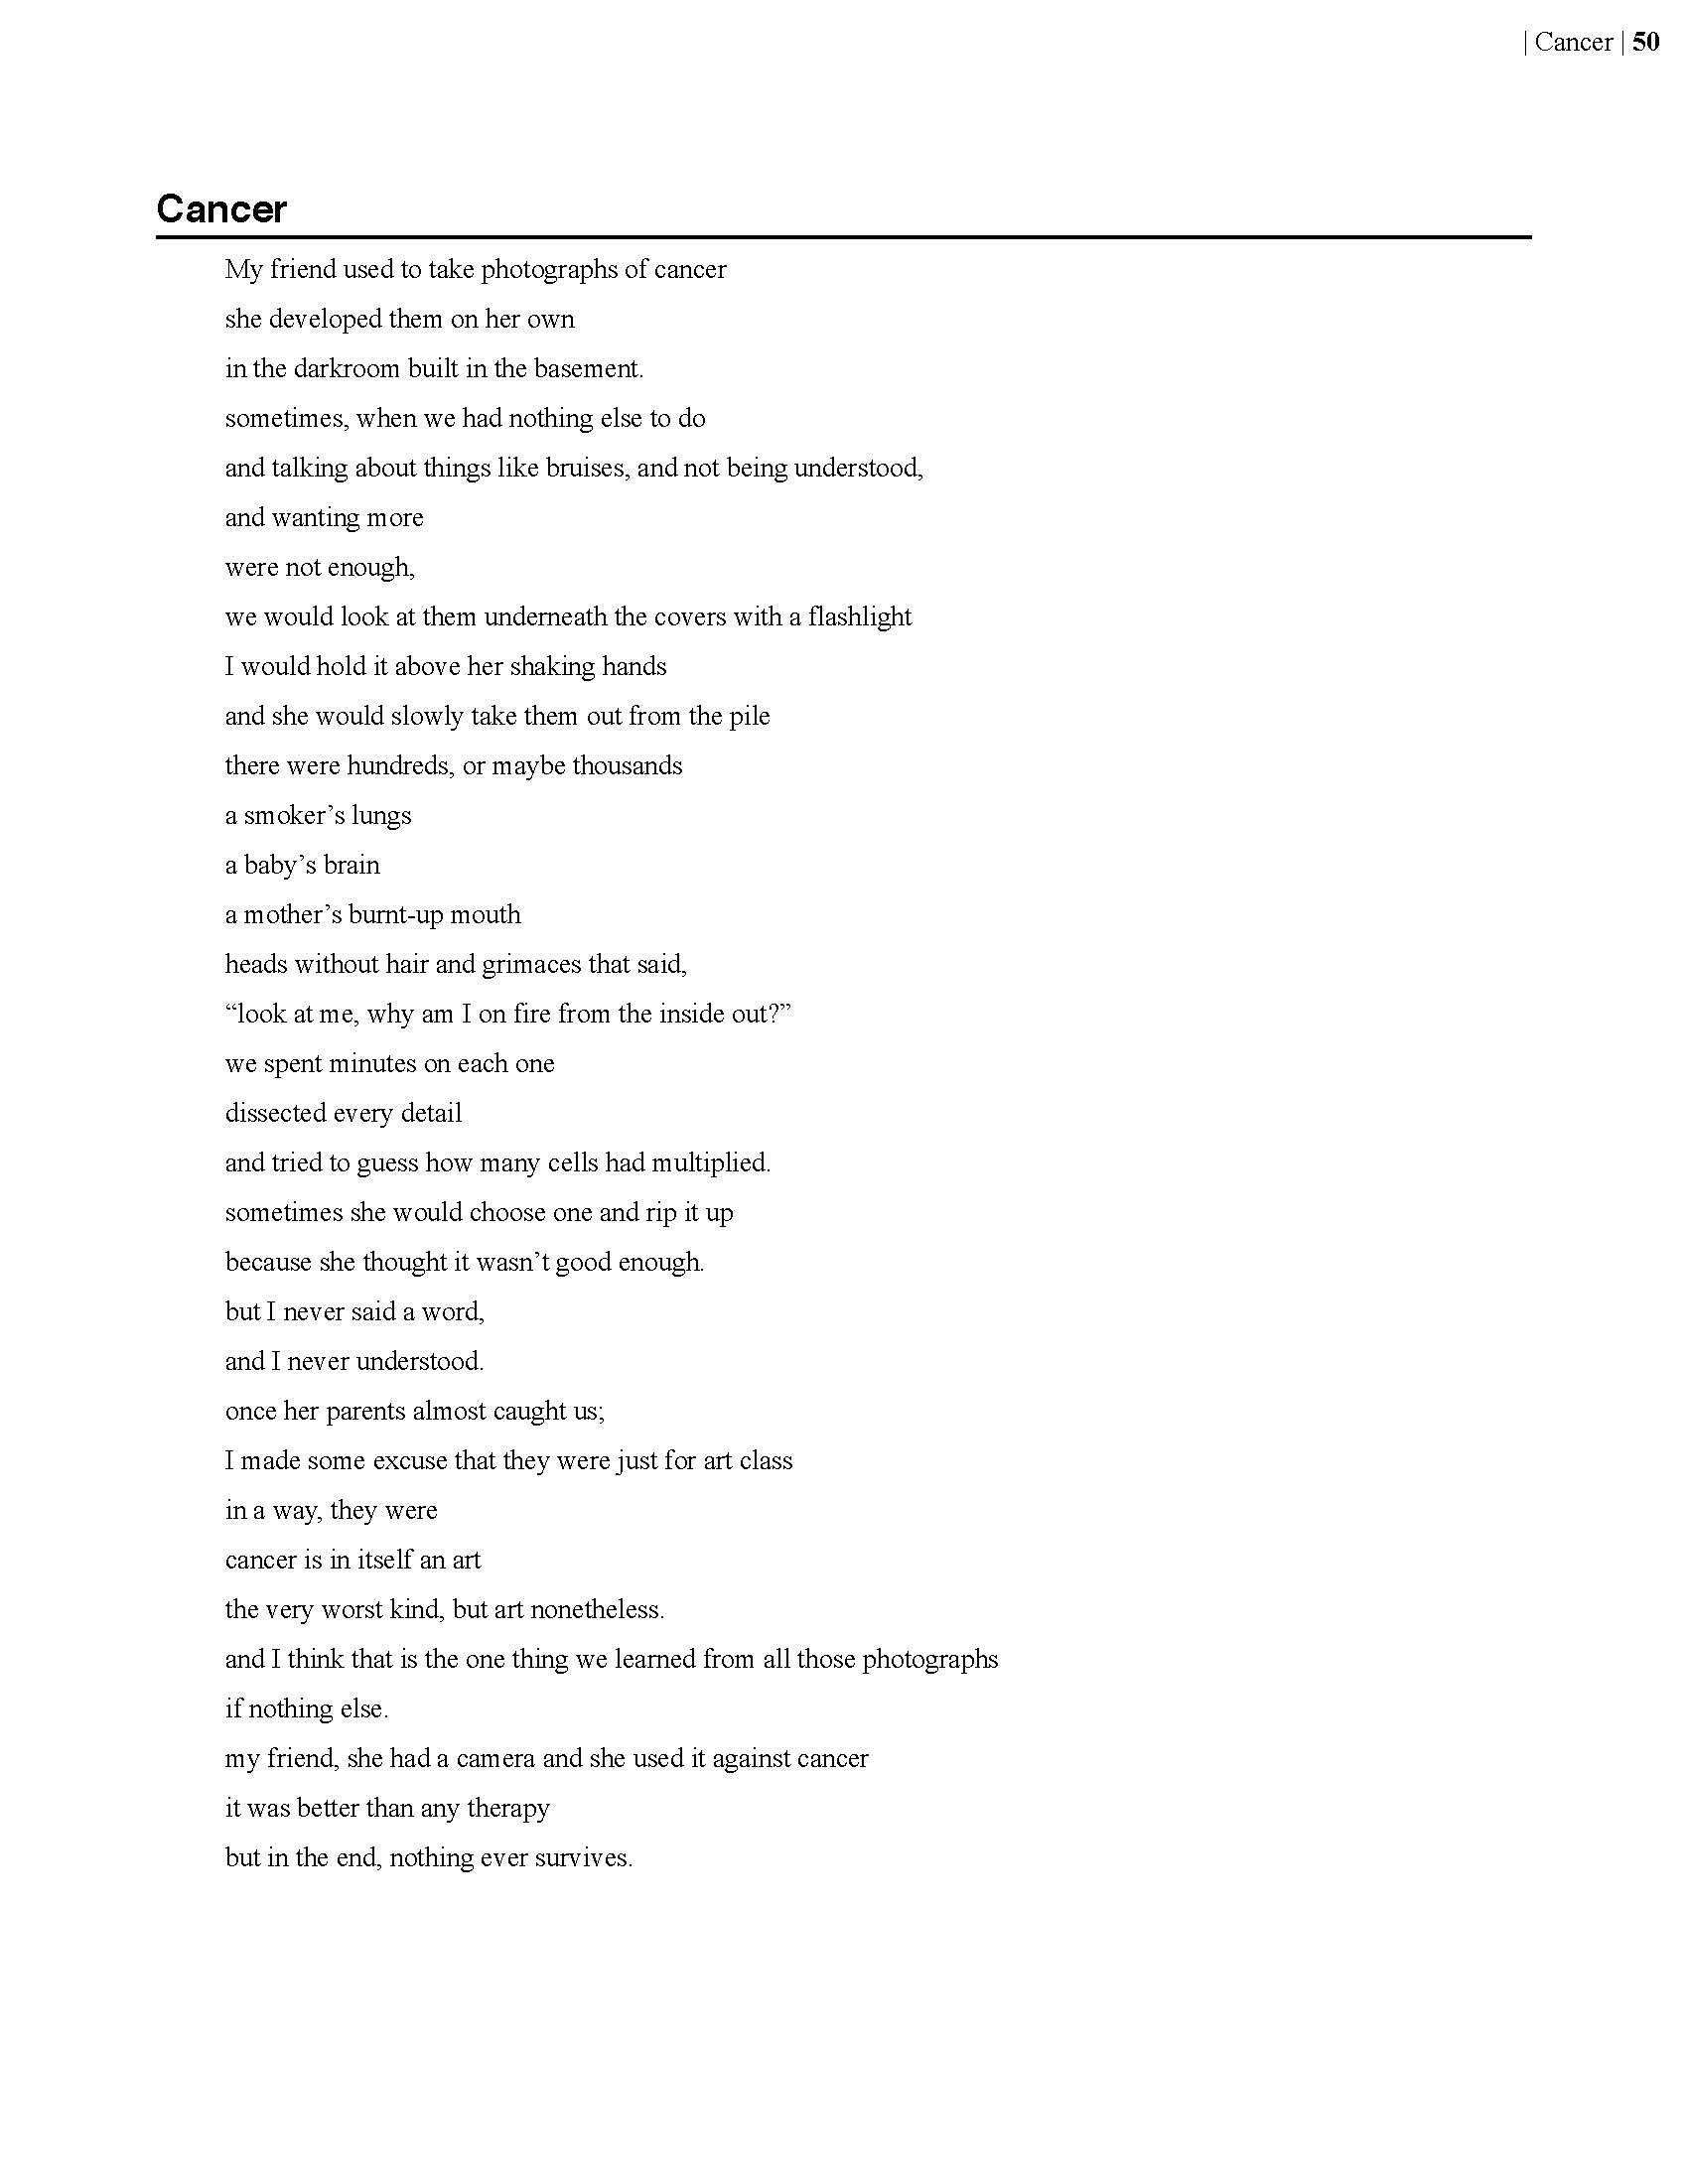 | Cancer | 50
Cancer
My friend used to take photographs of cancer
she developed them on her own
in the darkroom built in the basement.
sometimes, when we had nothing else to do
and talking about things like bruises, and not being understood,
and wanting more
were not enough,
we would look at them underneath the covers with a flashlight
I would hold it above her shaking hands
and she would slowly take them out from the pile
there were hundreds, or maybe thousands
a smoker’s lungs
a baby’s brain
a mother’s burnt-up mouth
heads without hair and grimaces that said,
“look at me, why am I on fire from the inside out?”
we spent minutes on each one
dissected every detail
and tried to guess how many cells had multiplied.
sometimes she would choose one and rip it up
because she thought it wasn’t good enough.
but I never said a word,
and I never understood.
once her parents almost caught us;
I made some excuse that they were just for art class
in a way, they were
cancer is in itself an art
the very worst kind, but art nonetheless.
and I think that is the one thing we learned from all those photographs
if nothing else.
my friend, she had a camera and she used it against cancer
it was better than any therapy
but in the end, nothing ever survives.